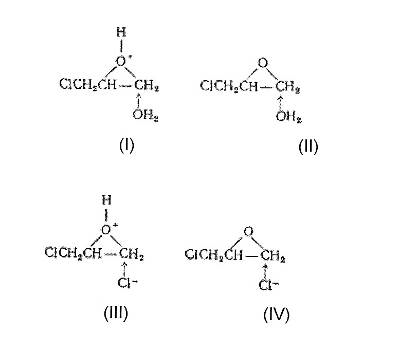 H H
O⁺ O
ClCH₂CH—CH₂ ClCH₂CH—CH₂
OH₂ OH₂
(I) (II)
H
O⁺ O
ClCH₂CH—CH₂ ClCH₂CH—CH₂
Cl⁻ Cl⁻
(III) (IV)